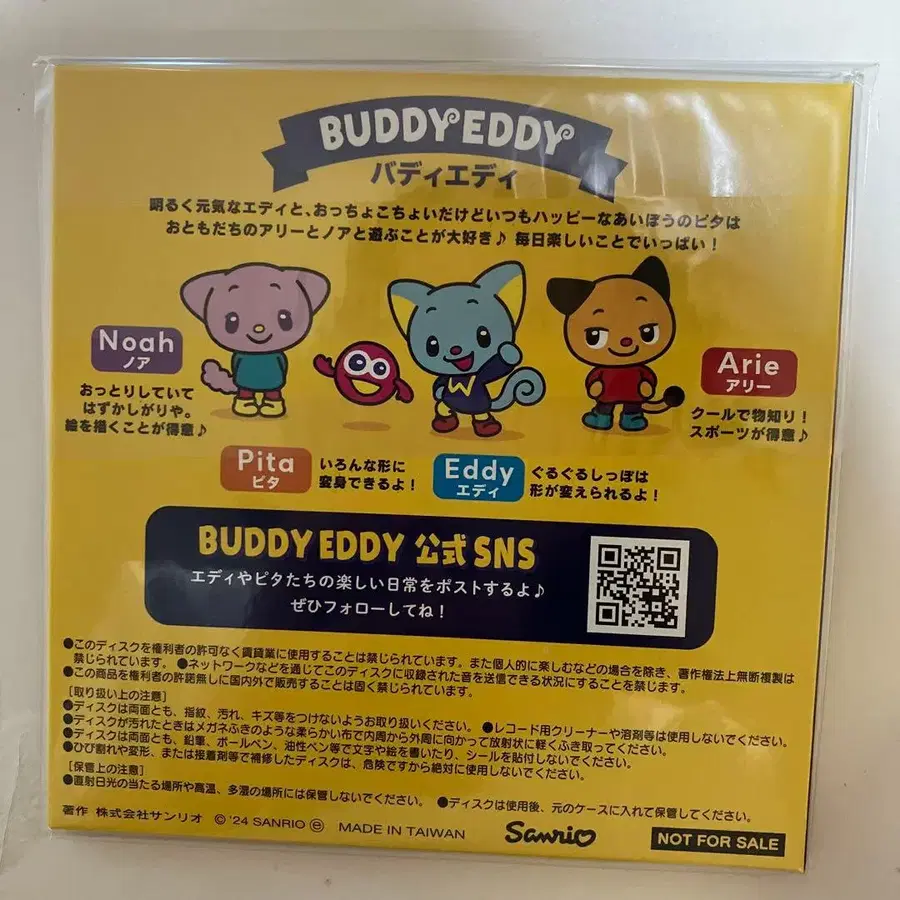 BUDDY EDDY
バディエディ
明るく元気なエディと、おっちょこちょいだけどいつもハッピーなあいぼうのピタは
おともだちのアリーとノアと遊ぶことが大好き♪ 毎日楽しいことでいっぱい！
Noah
ノア
おっとりしていて
はずかしがりや。
絵を描くことが得意♪
Arie
アリー
クールで物知り！
スポーツが得意♪
W
Pita
ピタ
いろんな形に
変身できるよ！
Eddy
エディ
ぐるぐるしっぽは
形が変えられるよ！
BUDDY EDDY 公式 SNS
エディやピタたちの楽しい日常をポストするよ♪
ぜひフォローしてね！
●このディスクを権利者の許可なく賃貸業に使用することは禁じられています。また個人的に楽しむなどの場合を除き、著作権法上無断複製は
禁じられています。 ●ネットワークなどを通じてこのディスクに収録された音を送信できる状況にすることを禁じます。
●この商品を権利者の許諾無しに国内外で販売することは固く禁じられています。
［取り扱い上の注意］
●ディスクは両面とも、指紋、汚れ、キズ等をつけないようお取り扱いください。 ●レコード用クリーナーや溶剤等は使用しないでください。
●ディスクが汚れたときはメガネふきのような柔らかい布で内周から外周に向かって放射状に軽くふき取ってください。
●ディスクは両面とも、鉛筆、ボールペン、油性ペン等で文字や絵を書いたり、シールを貼付しないでください。
●ひび割れや変形、または接着剤等で補修したディスクは、危険ですから絶対に使用しないでください。
［保管上の注意］
●直射日光の当たる場所や高温、多湿の場所には保管しないでください。 ●ディスクは使用後、元のケースに入れて保管してください。
著作 株式会社サンリオ © '24 SANRIO Ⓑ MADE IN TAIWAN Sanrio NOT FOR SALE